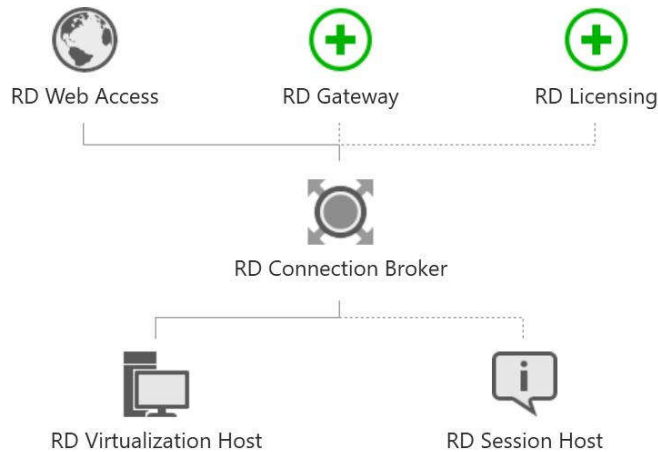 RD Web Access
RD Gateway
RD Licensing
RD Connection Broker
RD Virtualization Host
RD Session Host